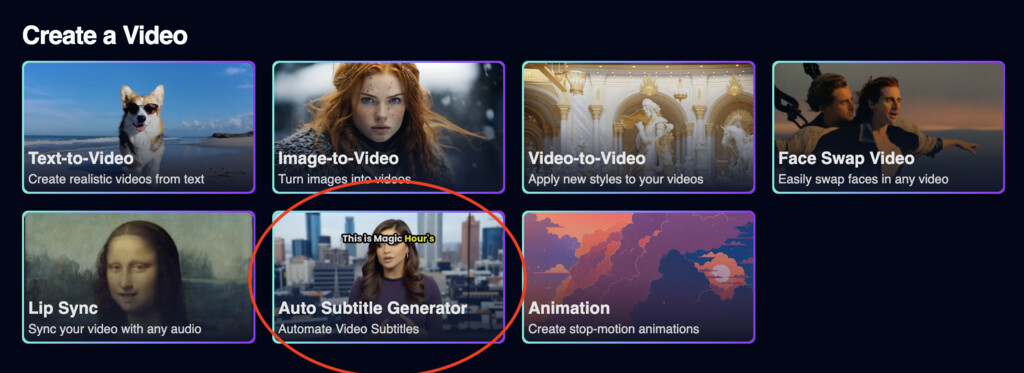 Create a Video
Text-to-Video
Create realistic videos from text
Image-to-Video
Turn images into videos
Video-to-Video
Apply new styles to your videos
Face Swap Video
Easily swap faces in any video
Lip Sync
Sync your video with any audio
This is Magic Hour's
Auto Subtitle Generator
Automate Video Subtitles
Animation
Create stop-motion animations